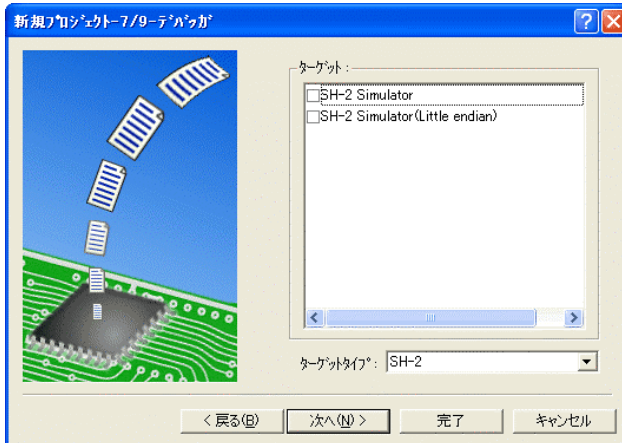 新規プロジェクト-7/9-デバッガ
ターゲット :
SH-2 Simulator
SH-2 Simulator(Little endian)
ターゲットタイプ : SH-2
< 戻る(B)
次へ(N) >
完了
キャンセル